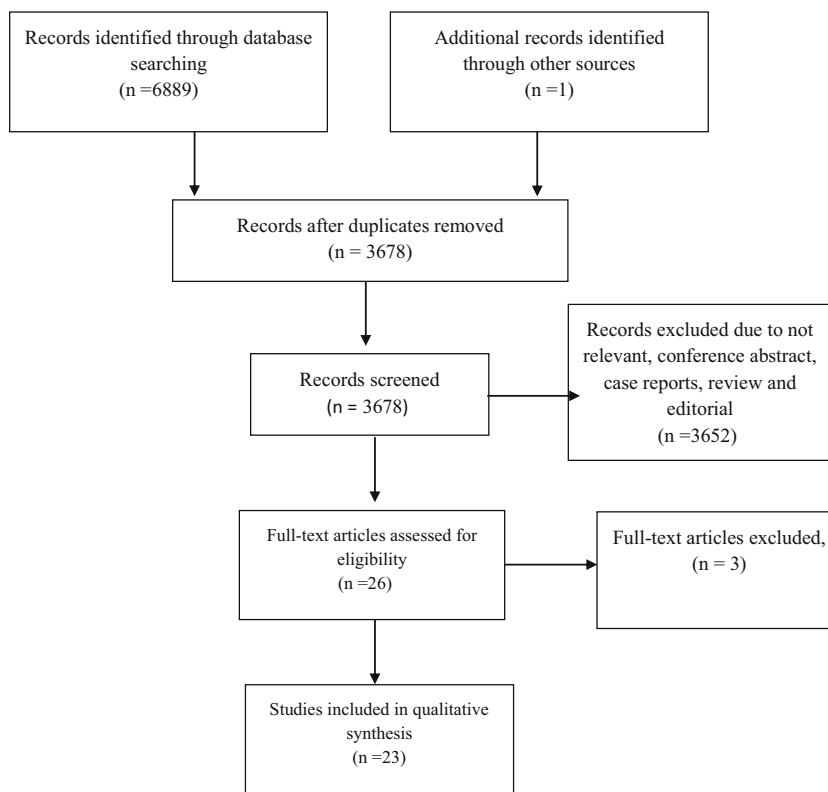 Records identified through database
searching
(n =6889)
Additional records identified
through other sources
(n =1)
Records after duplicates removed
(n = 3678)
Records screened
(n = 3678)
Records excluded due to not
relevant, conference abstract,
case reports, review and
editorial
(n =3652)
Full-text articles assessed for
eligibility
(n =26)
Full-text articles excluded,
(n = 3)
Studies included in qualitative
synthesis
(n =23)